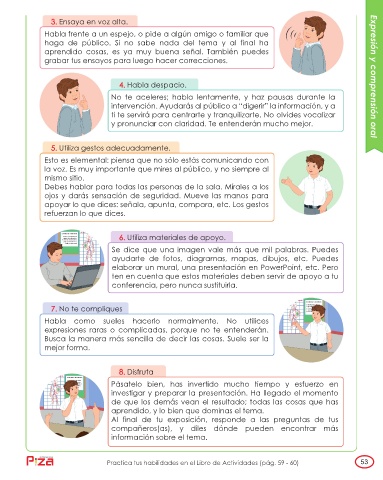 3. Ensaya en voz alta.
Habla frente a un espejo, o pide a algún amigo o familiar que
haga de público. Si no sabe nada del tema y al final ha
aprendido cosas, es ya muy buena señal. También puedes
grabar tus ensayos para luego hacer correcciones.
4. Habla despacio.
No te aceleres; habla lentamente, y haz pausas durante la
intervención. Ayudarás al público a "digerir" la información, y a
ti te servirá para centrarte y tranquilizarte. No olvides vocalizar
y pronunciar con claridad. Te entenderán mucho mejor.
5. Utiliza gestos adecuadamente.
Esto es elemental: piensa que no sólo estás comunicando con
la voz. Es muy importante que mires al público, y no siempre al
mismo sitio.
Debes hablar para todas las personas de la sala. Míralas a los
ojos y darás sensación de seguridad. Mueve las manos para
apoyar lo que dices: señala, apunta, compara, etc. Los gestos
refuerzan lo que dices.
6. Utiliza materiales de apoyo.
Se dice que una imagen vale más que mil palabras. Puedes
ayudarte de fotos, diagramas, mapas, dibujos, etc. Puedes
elaborar un mural, una presentación en PowerPoint, etc. Pero
ten en cuenta que estos materiales deben servir de apoyo a tu
conferencia, pero nunca sustituirla.
7. No te compliques
Habla como sueles hacerlo normalmente. No utilices
expresiones raras o complicadas, porque no te entenderán.
Busca la manera más sencilla de decir las cosas. Suele ser la
mejor forma.
8. Disfruta
Pásatelo bien, has invertido mucho tiempo y esfuerzo en
investigar y preparar la presentación. Ha llegado el momento
de que los demás vean el resultado; todas las cosas que has
aprendido, y lo bien que dominas el tema.
Al final de tu exposición, responde a las preguntas de tus
compañeros(as), y diles dónde pueden encontrar más
información sobre el tema.
Expresión y comprensión oral
Practica tus habilidades en el Libro de Actividades (pág. 59 - 60)
53